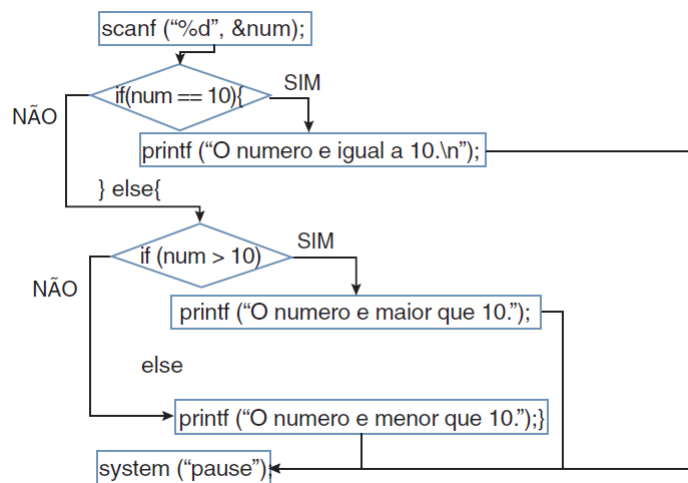 scanf (“%d”, &num);
if(num == 10){
SIM
NÃO
printf (“O numero e igual a 10.\n”);
} else{
if (num > 10)
SIM
NÃO
printf (“O numero e maior que 10.”);
else
printf (“O numero e menor que 10.”);}
system (“pause”);